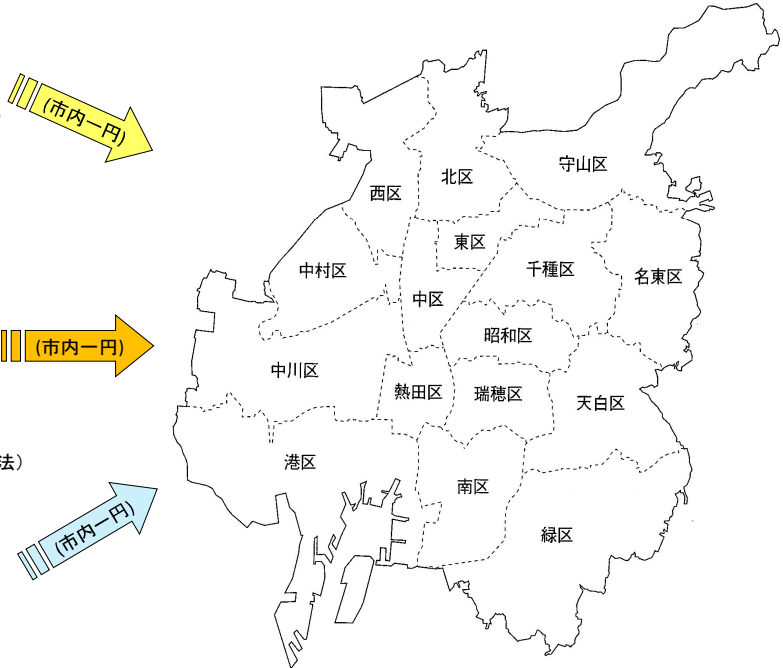 (市内一円)
守山区
北区
西区
東区
千種区
中村区
名東区
中区
昭和区
(市内一円)
中川区
熱田区
瑞穂区
天白区
港区
法）
南区
(市内一円)
緑区